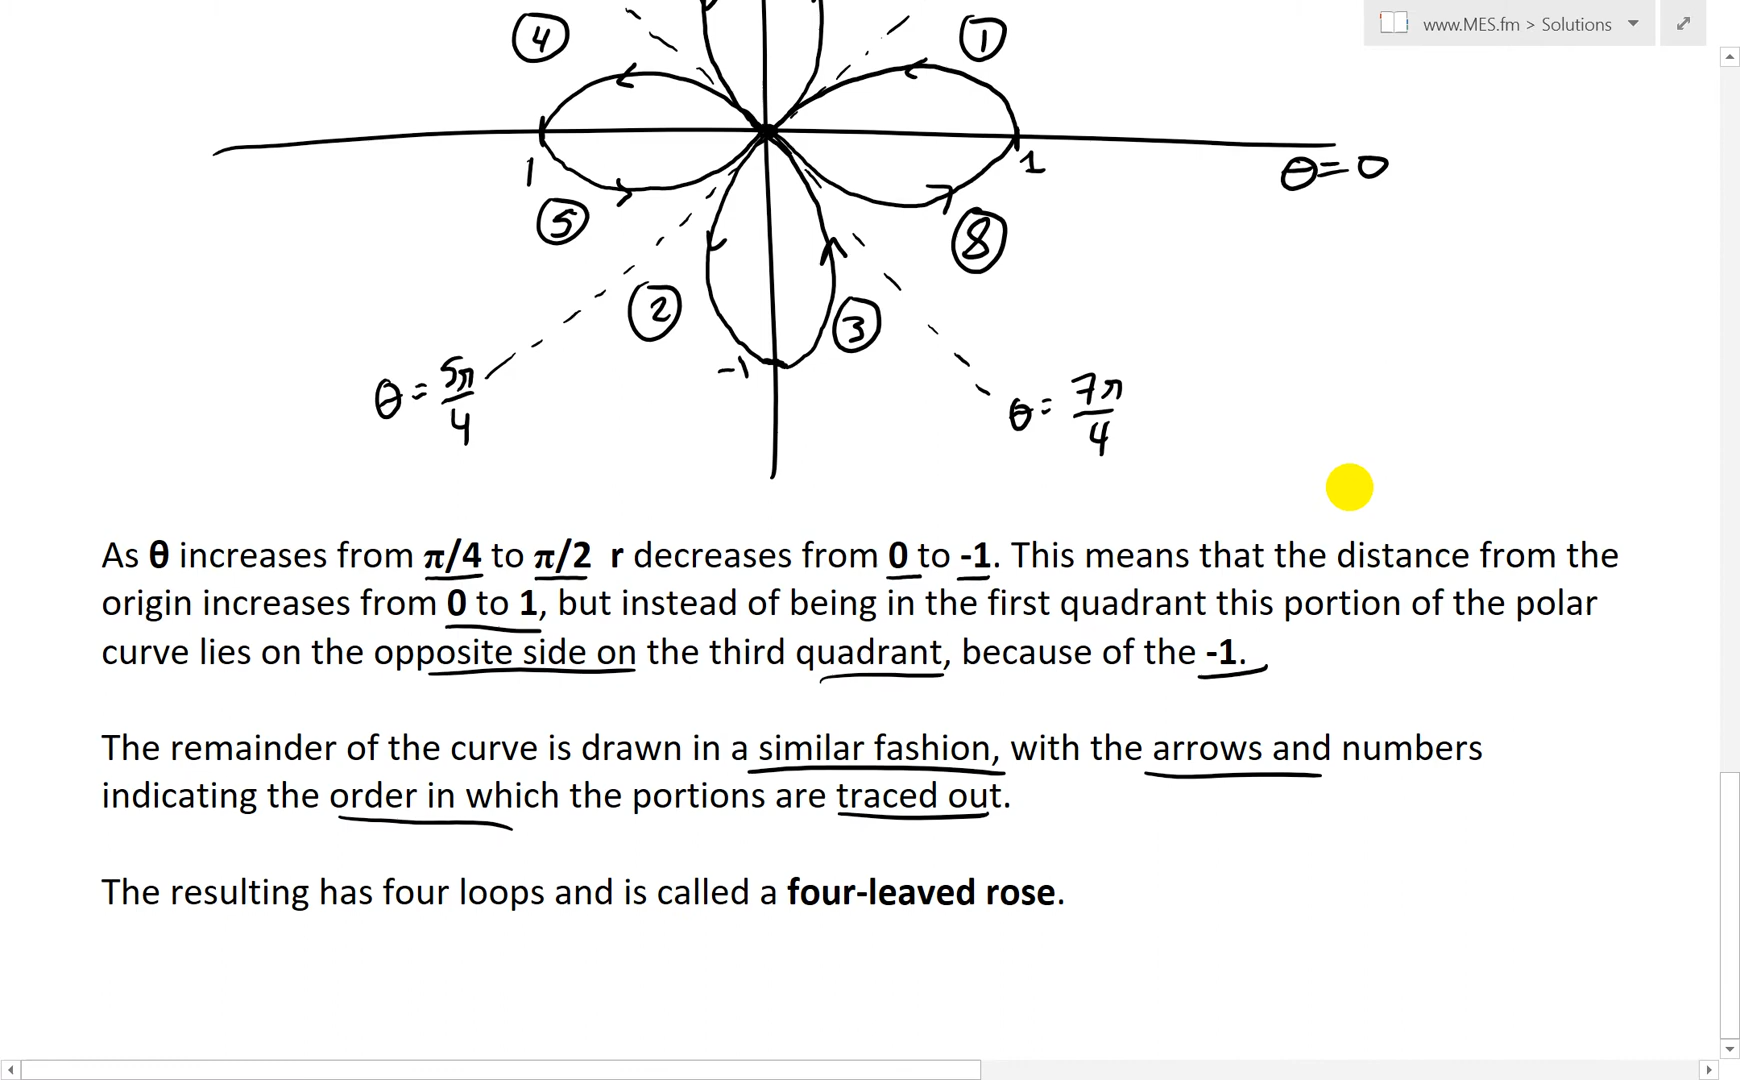 www.MES.fm > Solutions
④
①
1
1
θ=0
⑤
⑧
②
③
-1
θ = 5π/4
θ = 7π/4
As θ increases from π/4 to π/2 r decreases from 0 to -1. This means that the distance from the
origin increases from 0 to 1, but instead of being in the first quadrant this portion of the polar
curve lies on the opposite side on the third quadrant, because of the -1.
The remainder of the curve is drawn in a similar fashion, with the arrows and numbers
indicating the order in which the portions are traced out.
The resulting has four loops and is called a four-leaved rose.